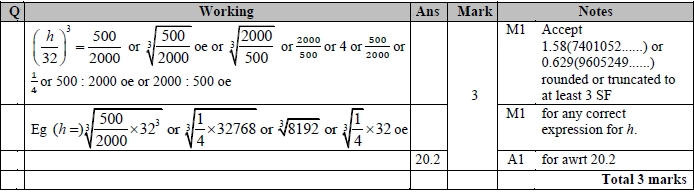 Q Working Ans Mark Notes
(h/32)³ = 500/2000 or ∛(500/2000) oe or ∛(2000/500) or 2000/500 or 4 or 500/2000 or
1/4 or 500 : 2000 oe or 2000 : 500 oe
3
M1 Accept
1.58(7401052......) or
0.629(9605249......)
rounded or truncated to
at least 3 SF
Eg (h =)∛(500/2000 × 32³) or ∛(1/4 × 32768) or ∛8192 or ∛(1/4) × 32 oe
M1 for any correct
expression for h.
20.2 A1 for awrt 20.2
Total 3 marks